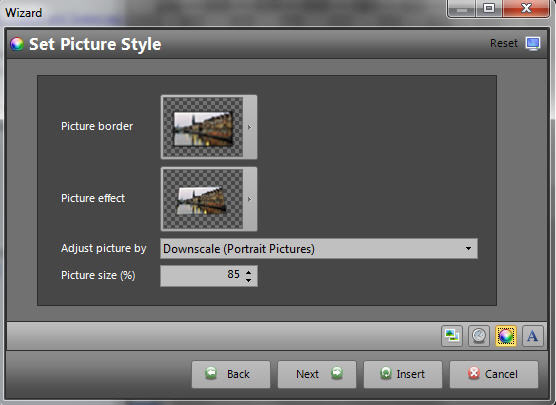 Wizard
Set Picture Style
Reset
Picture border
Picture effect
Adjust picture by
Downscale (Portrait Pictures)
Picture size (%)
85
A
Back
Next
Insert
Cancel